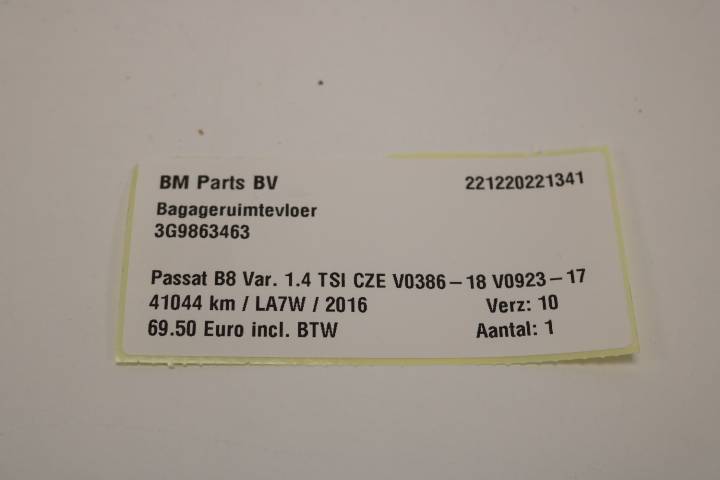 BM Parts BV 221220221341
Bagageruimtevloer
3G9863463
Passat B8 Var. 1.4 TSI CZE V0386-18 V0923-17
41044 km / LA7W / 2016 Verz: 10
69.50 Euro incl. BTW Aantal: 1